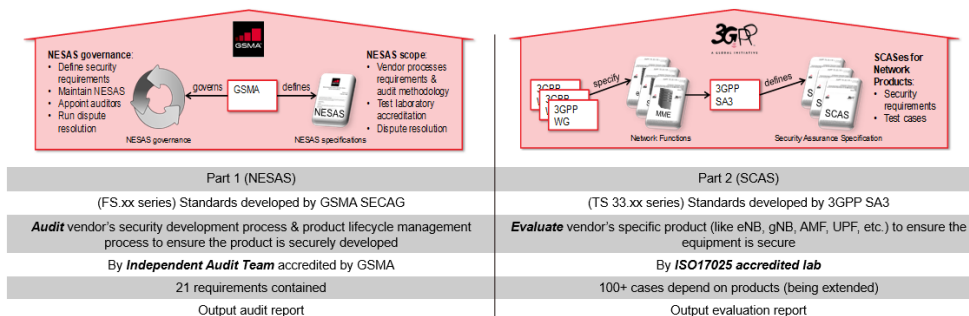 GSMA
NESAS governance:
• Define security
requirements
• Maintain NESAS
• Appoint auditors
• Run dispute
resolution
governs
GSMA
defines
NESAS
NESAS scope:
• Vendor processes
requirements &
audit methodology
• Test laboratory
accreditation
• Dispute resolution
NESAS governance
NESAS specifications
3GPP
A GLOBAL INITIATIVE
3GPP
3GPP
3GPP
WG
specify
MME
3GPP
SA3
defines
SCAS
SCASes for
Network
Products:
• Security
requirements
• Test cases
Network Functions
Security Assurance Specification
Part 1 (NESAS)
Part 2 (SCAS)
(FS.xx series) Standards developed by GSMA SECAG
(TS 33.xx series) Standards developed by 3GPP SA3
Audit vendor's security development process & product lifecycle management
process to ensure the product is securely developed
Evaluate vendor's specific product (like eNB, gNB, AMF, UPF, etc.) to ensure the
equipment is secure
By Independent Audit Team accredited by GSMA
By ISO17025 accredited lab
21 requirements contained
100+ cases depend on products (being extended)
Output audit report
Output evaluation report